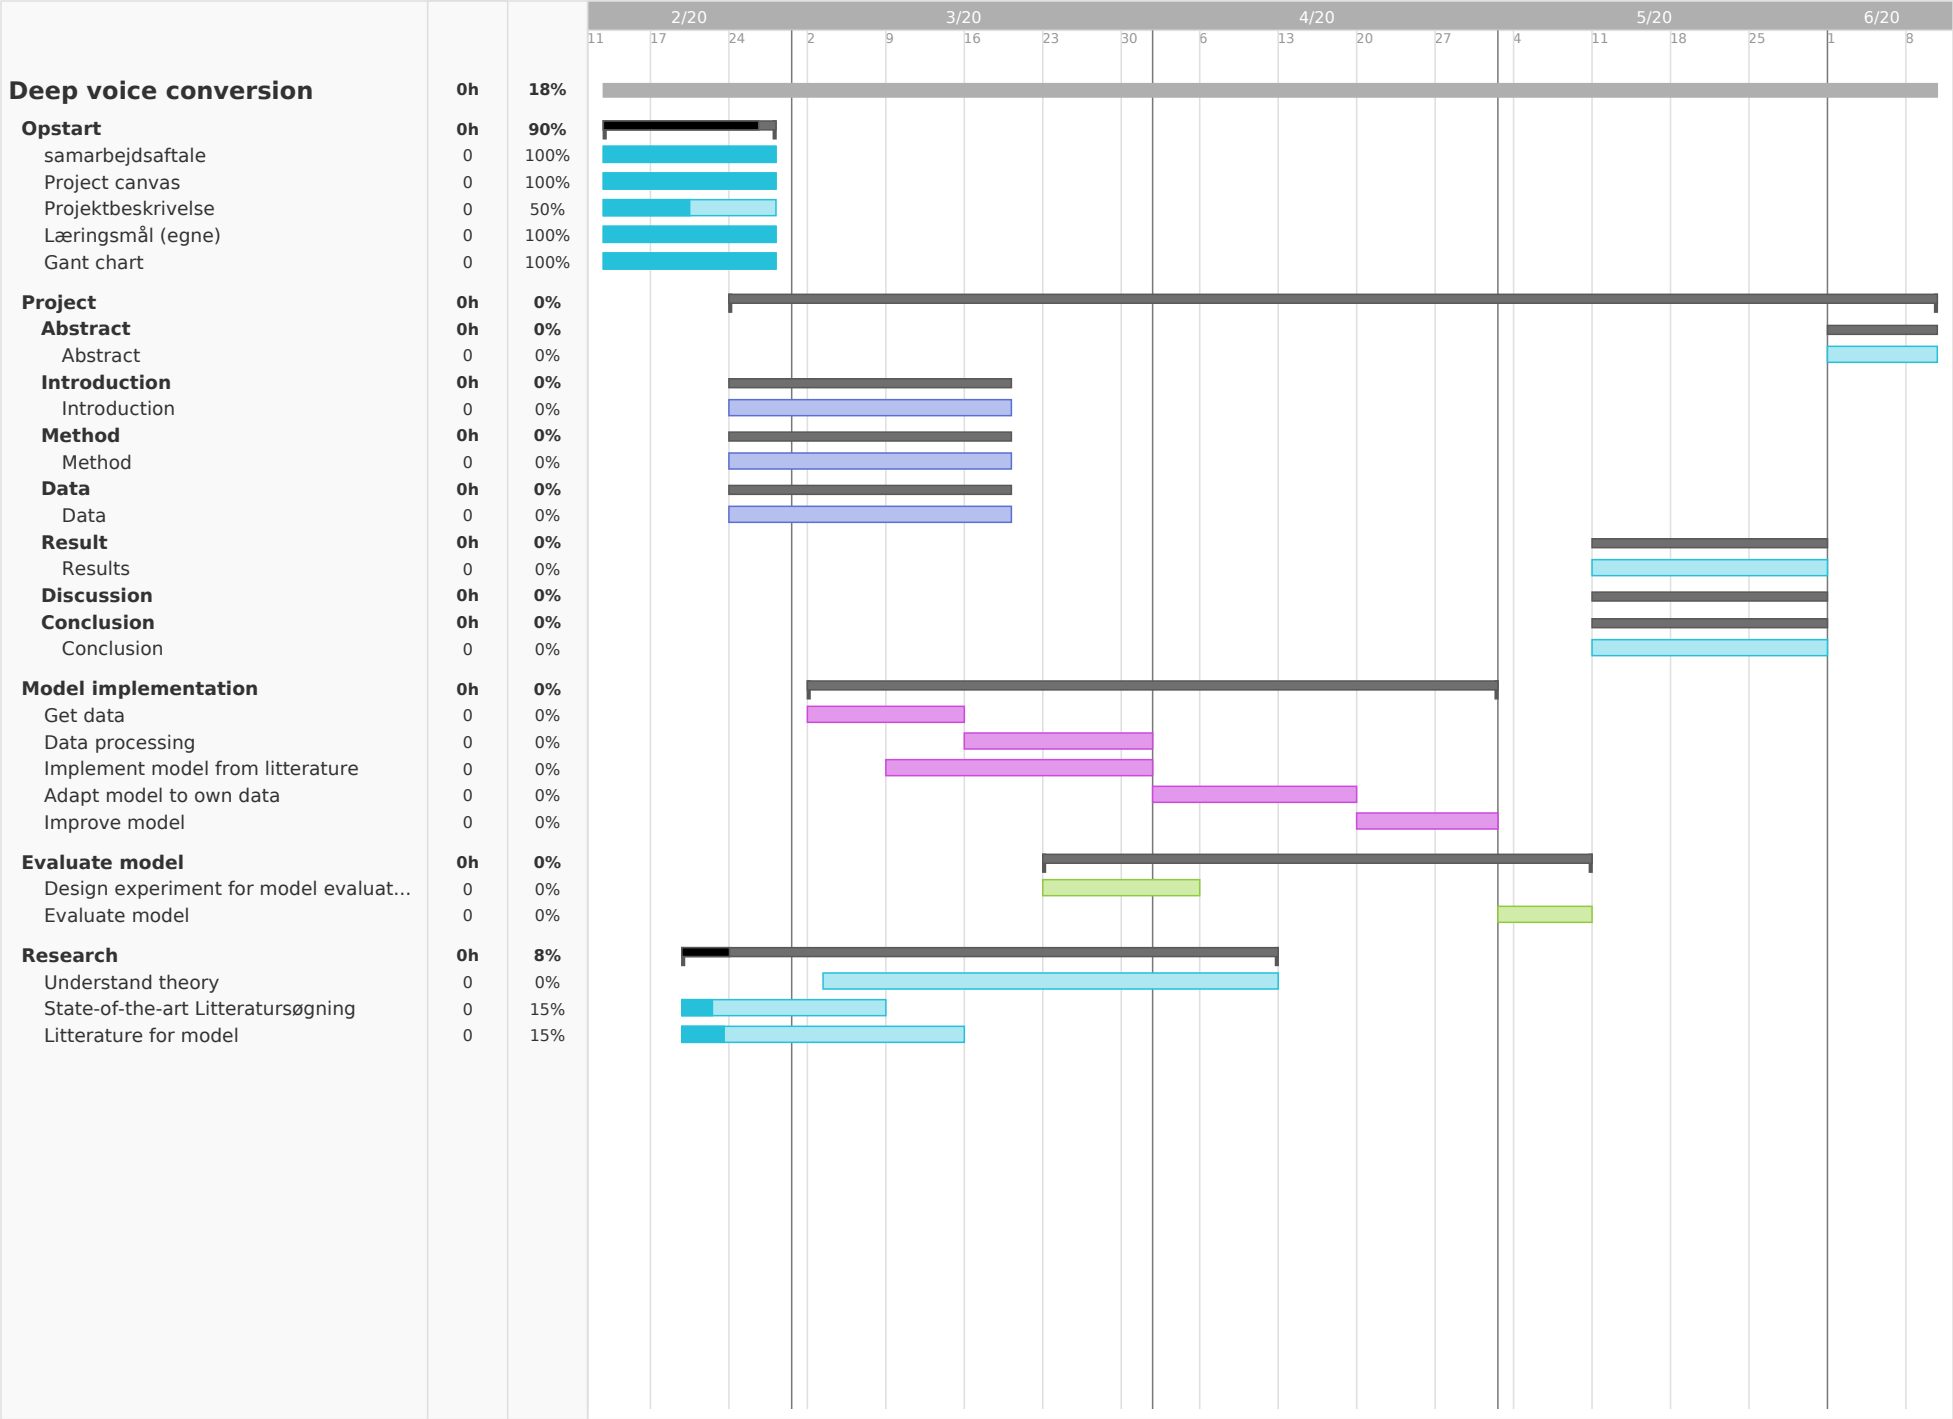 2/20 3/20 4/20 5/20 6/20
11 17 24 2 9 16 23 30 6 13 20 27 4 11 18 25 1 8
Deep voice conversion 0h 18%
Opstart 0h 90%
samarbejdsaftale 0 100%
Project canvas 0 100%
Projektbeskrivelse 0 50%
Læringsmål (egne) 0 100%
Gant chart 0 100%
Project 0h 0%
Abstract 0h 0%
Abstract 0 0%
Introduction 0h 0%
Introduction 0 0%
Method 0h 0%
Method 0 0%
Data 0h 0%
Data 0 0%
Result 0h 0%
Results 0 0%
Discussion 0h 0%
Conclusion 0h 0%
Conclusion 0 0%
Model implementation 0h 0%
Get data 0 0%
Data processing 0 0%
Implement model from litterature 0 0%
Adapt model to own data 0 0%
Improve model 0 0%
Evaluate model 0h 0%
Design experiment for model evaluat... 0 0%
Evaluate model 0 0%
Research 0h 8%
Understand theory 0 0%
State-of-the-art Litteratursøgning 0 15%
Litterature for model 0 15%